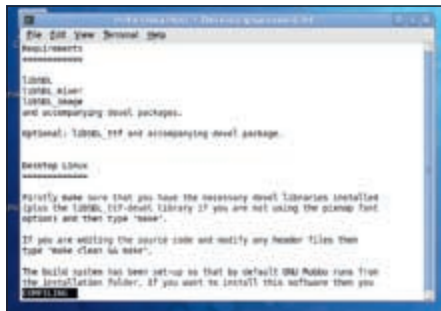 File Edit View Terminal Help
Requirements
============
libSDL
libSDL_mixer
libSDL_image
and accompanying devel packages.
Optional: libSDL_ttf and accompanying devel package.
Desktop Linux
=============
Firstly make sure that you have the necessary devel libraries installed
(plus the libSDL_ttf-devel library if you are not using the pixmap font
option) and then type "make".
If you are editing the source code and modify any header files then
type "make clean && make".
The build system has been set-up so that by default GNU Robbo runs from
the installation folder. If you want to install this software then you
COMPILING